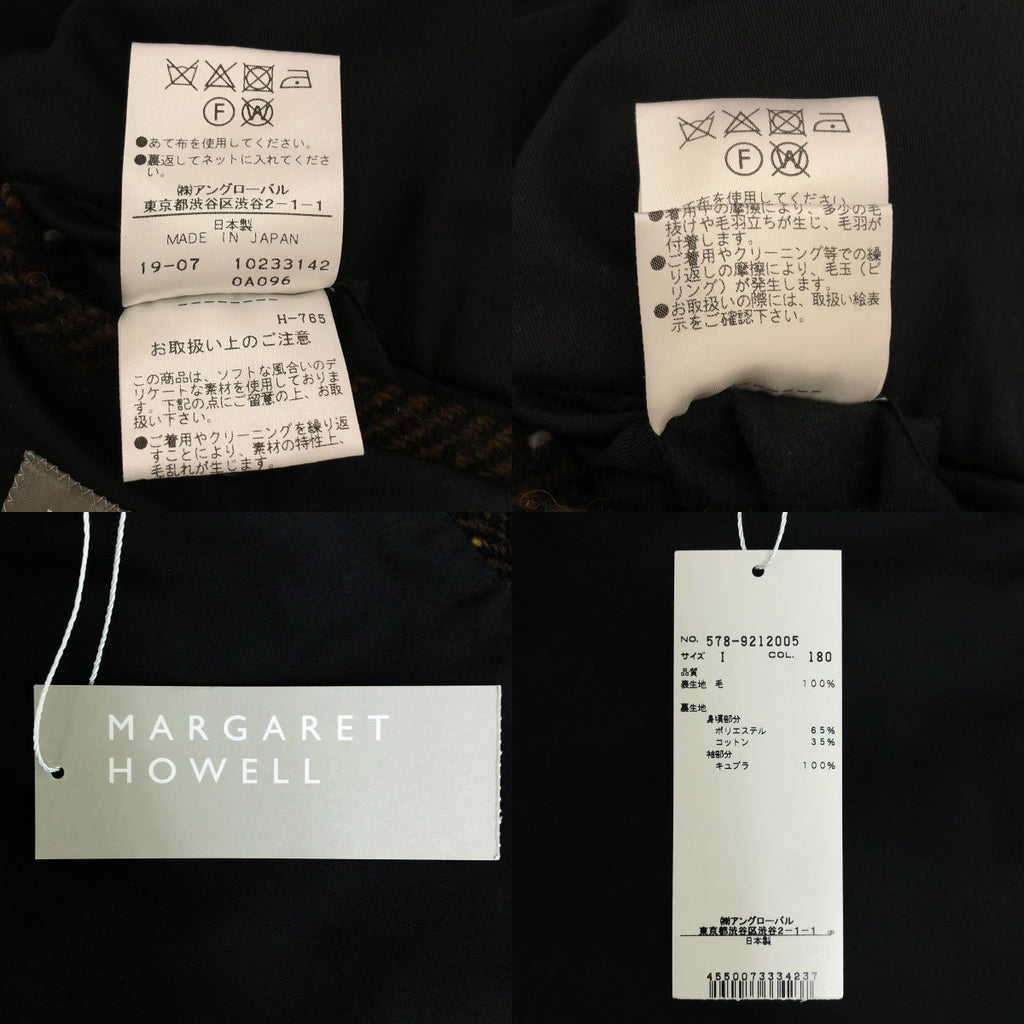 F W
●あて布を使用してください。
●裏返してネットに入れてくださ
い。
㈱アングローバル
東京都渋谷区渋谷2-1-1
日本製
MADE IN JAPAN
19-07 10233142
0A096
H-765
お取扱い上のご注意
この商品は、ソフトな風合いのデ
リケートな素材を使用しておりま
す。下記の点にご留意の上、お取
扱い下さい。
●ご着用やクリーニングを繰り返
すことにより、素材の特性上、
毛乱れが生じます。
F W
布を使用してください。
●着用中の摩擦により、多少の毛
抜けや毛羽立ちが生じ、毛羽が
付着します。
●ご着用やクリーニング等での繰
り返しの摩擦により、毛玉（ピ
リング）が発生します。
●お取扱いの際には、取扱い絵表
示をご確認下さい。
MARGARET
HOWELL
NO. 578-9212005
サイズ I COL. 180
品質
表生地 毛 100%
裏生地
身頃部分
ポリエステル 65%
コットン 35%
袖部分
キュプラ 100%
㈱アングローバル
東京都渋谷区渋谷2-1-1
日本製
4550073334237